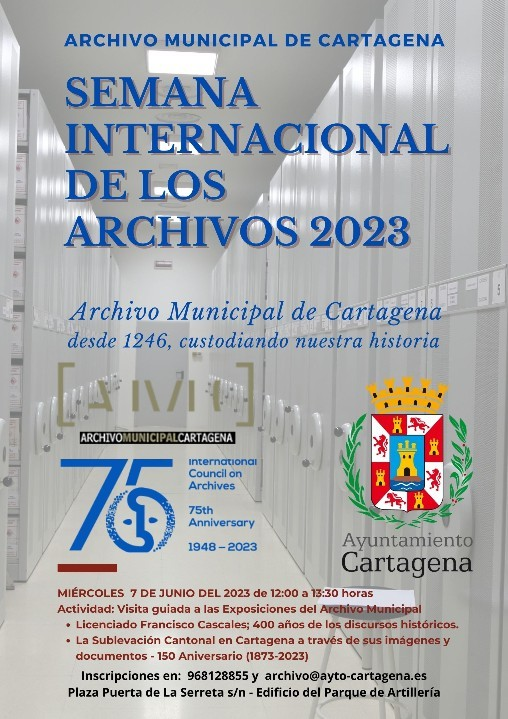 ARCHIVO MUNICIPAL DE CARTAGENA
SEMANA
INTERNACIONAL
DE LOS
ARCHIVOS 2023
Archivo Municipal de Cartagena
desde 1246, custodiando nuestra historia
ARCHIVOMUNICIPALCARTAGENA
75
International
Council on
Archives
75th
Anniversary
1948 – 2023
Ayuntamiento
Cartagena
MIÉRCOLES 7 DE JUNIO DEL 2023 de 12:00 a 13:30 horas
Actividad: Visita guiada a las Exposiciones del Archivo Municipal
• Licenciado Francisco Cascales; 400 años de los discursos históricos.
• La Sublevación Cantonal en Cartagena a través de sus imágenes y
documentos - 150 Aniversario (1873-2023)
Inscripciones en: 968128855 y archivo@ayto-cartagena.es
Plaza Puerta de La Serreta s/n - Edificio del Parque de Artillería